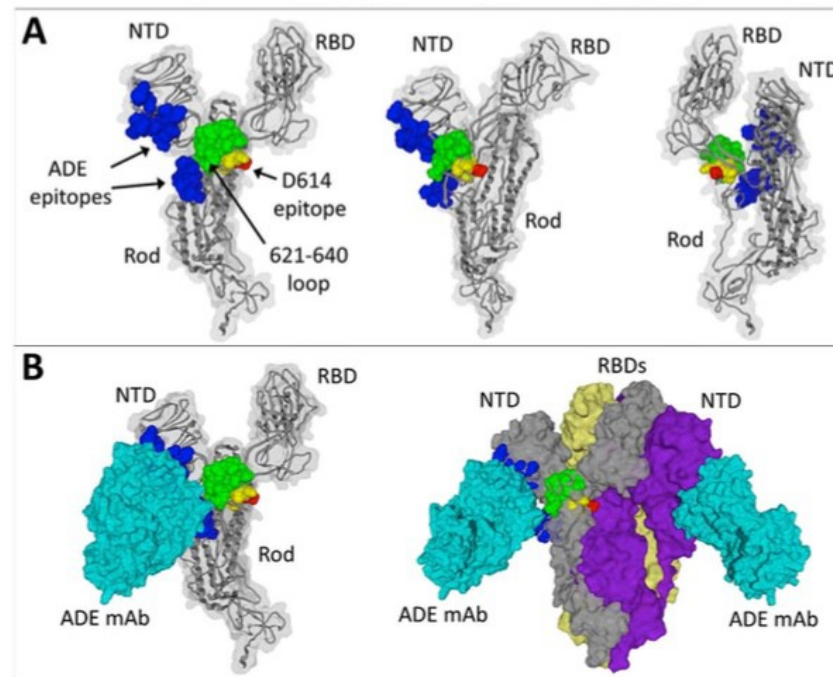 A
NTD
RBD
ADE
epitopes
D614
epitope
621-640
loop
Rod
NTD
RBD
Rod
RBD
NTD
Rod
B
NTD
RBD
Rod
ADE mAb
RBDs
NTD
NTD
ADE mAb
ADE mAb